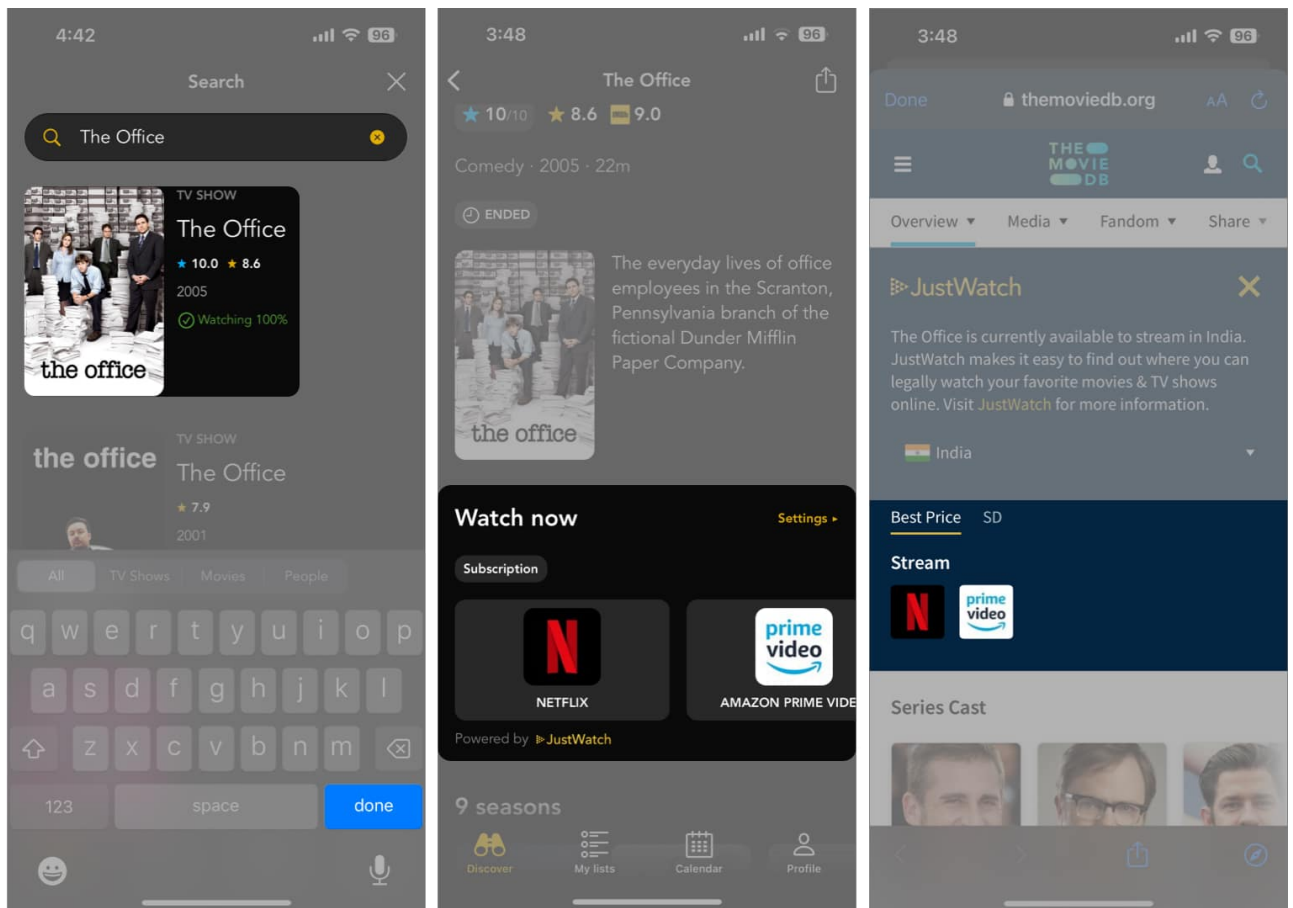 4:42
96
Search
The Office
TV SHOW
The Office
10.0 8.6
2005
Watching 100%
the office
TV SHOW
the office
The Office
7.9
2001
All TV Shows Movies People
q w e r t y u i o p
a s d f g h j k l
z x c v b n m
123 space done
3:48
96
The Office
10/10 8.6 9.0
Comedy · 2005 · 22m
ENDED
The everyday lives of office
employees in the Scranton,
Pennsylvania branch of the
fictional Dunder Mifflin
Paper Company.
the office
Watch now
Settings ▸
Subscription
N
prime
video
NETFLIX
AMAZON PRIME VIDE
Powered by JustWatch
9 seasons
Discover My lists Calendar Profile
3:48
96
Done themoviedb.org AA
THE
MOVIE
DB
Overview ▾ Media ▾ Fandom ▾ Share ▾
JustWatch
The Office is currently available to stream in India.
JustWatch makes it easy to find out where you can
legally watch your favorite movies & TV shows
online. Visit JustWatch for more information.
India
Best Price SD
Stream
N
prime
video
Series Cast